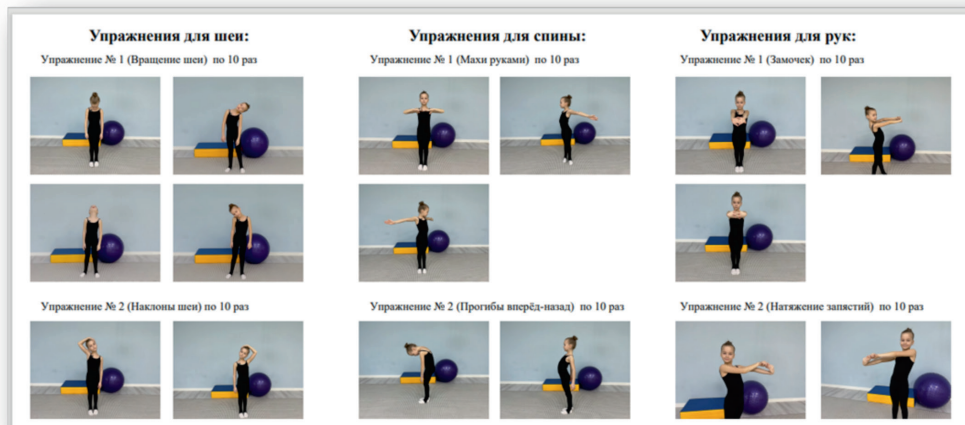 Упражнения для шеи:
Упражнение № 1 (Вращение шеи) по 10 раз
Упражнение № 2 (Наклоны шеи) по 10 раз
Упражнения для спины:
Упражнение № 1 (Махи руками) по 10 раз
Упражнение № 2 (Прогибы вперёд-назад) по 10 раз
Упражнения для рук:
Упражнение № 1 (Замочек) по 10 раз
Упражнение № 2 (Натяжение запястий) по 10 раз